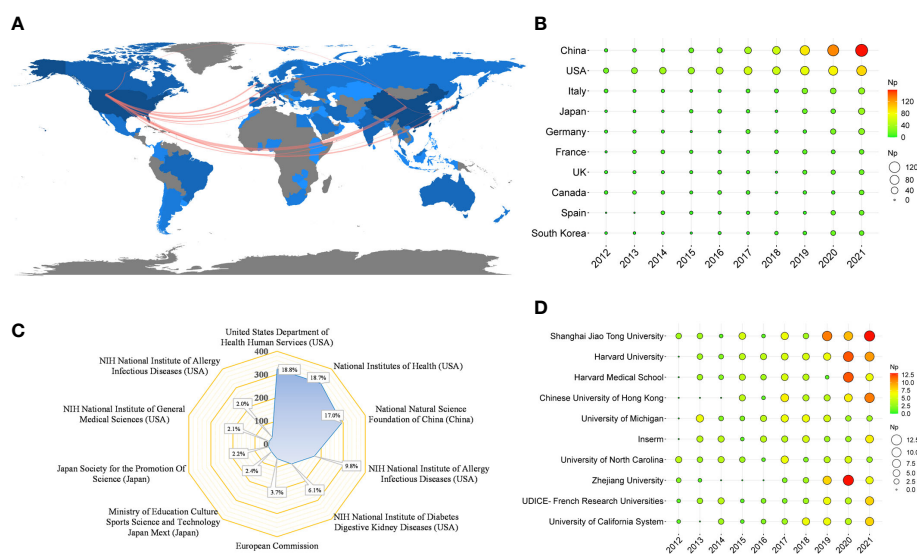 A
B
China
USA
Italy
Japan
Germany
France
UK
Canada
Spain
South Korea
2012
2013
2014
2015
2016
2017
2018
2019
2020
2021
Np
120
80
40
0
Np
120
80
40
0
C
United States Department of
Health Human Services (USA)
National Institutes of Health (USA)
National Natural Science
Foundation of China (China)
NIH National Institute of Allergy
Infectious Diseases (USA)
NIH National Institute of Diabetes
Digestive Kidney Diseases (USA)
European Commission
Ministry of Education Culture
Sports Science and Technology
Japan Mext (Japan)
Japan Society for the Promotion Of
Science (Japan)
NIH National Institute of General
Medical Sciences (USA)
NIH National Institute of Allergy
Infectious Diseases (USA)
400
300
200
100
0
18.8%
18.7%
17.0%
9.8%
6.1%
3.7%
2.4%
2.2%
2.1%
2.0%
D
Shanghai Jiao Tong University
Harvard University
Harvard Medical School
Chinese University of Hong Kong
University of Michigan
Inserm
University of North Carolina
Zhejiang University
UDICE- French Research Universities
University of California System
2012
2013
2014
2015
2016
2017
2018
2019
2020
2021
Np
12.5
10.0
7.5
5.0
2.5
0.0
Np
12.5
10.0
7.5
5.0
2.5
0.0